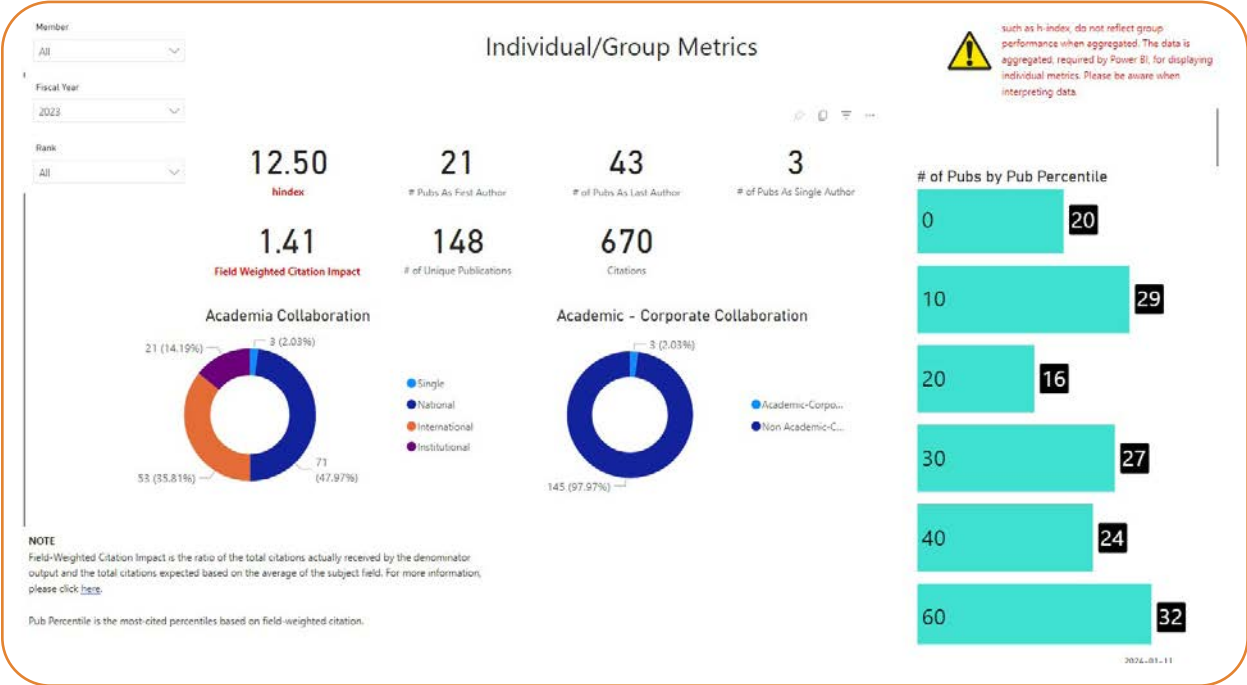 Member
All
Fiscal Year
2023
Rank
All
Individual/Group Metrics
such as h-index, do not reflect group
performance when aggregated. The data is
aggregated, required by Power BI, for displaying
individual metrics. Please be aware when
interpreting data.
12.50
hindex
21
# Pubs As First Author
43
# of Pubs As Last Author
3
# of Pubs As Single Author
1.41
Field Weighted Citation Impact
148
# of Unique Publications
670
Citations
Academia Collaboration
3 (2.03%)
21 (14.19%)
53 (35.81%)
71
(47.97%)
Single
National
International
Institutional
Academic - Corporate Collaboration
3 (2.03%)
145 (97.97%)
Academic-Corpo...
Non Academic-C...
# of Pubs by Pub Percentile
0 20
10 29
20 16
30 27
40 24
60 32
2024-01-11
NOTE
Field-Weighted Citation Impact is the ratio of the total citations actually received by the denominator
output and the total citations expected based on the average of the subject field. For more information,
please click here.
Pub Percentile is the most-cited percentiles based on field-weighted citation.